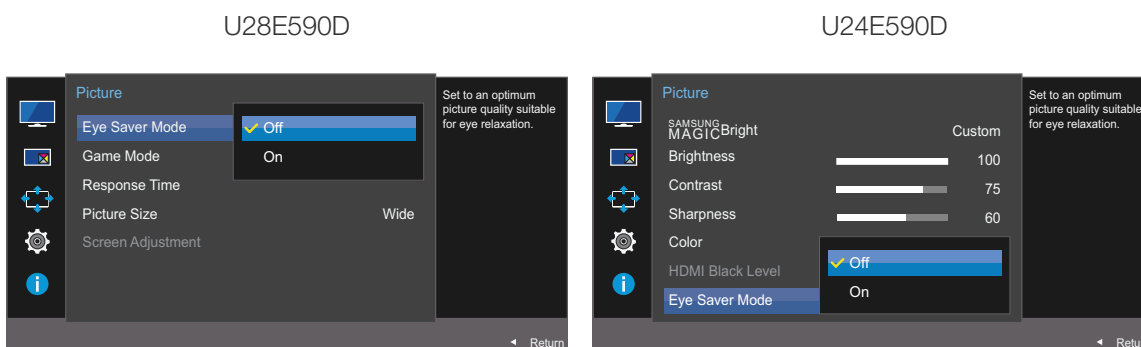 U28E590D
Picture
Eye Saver Mode
Off
Game Mode
On
Response Time
Picture Size Wide
Screen Adjustment
Set to an optimum
picture quality suitable
for eye relaxation.
Return
U24E590D
Picture
SAMSUNG
MAGIC Bright Custom
Brightness 100
Contrast 75
Sharpness 60
Color
Off
HDMI Black Level
On
Eye Saver Mode
Set to an optimum
picture quality suitable
for eye relaxation.
Retu